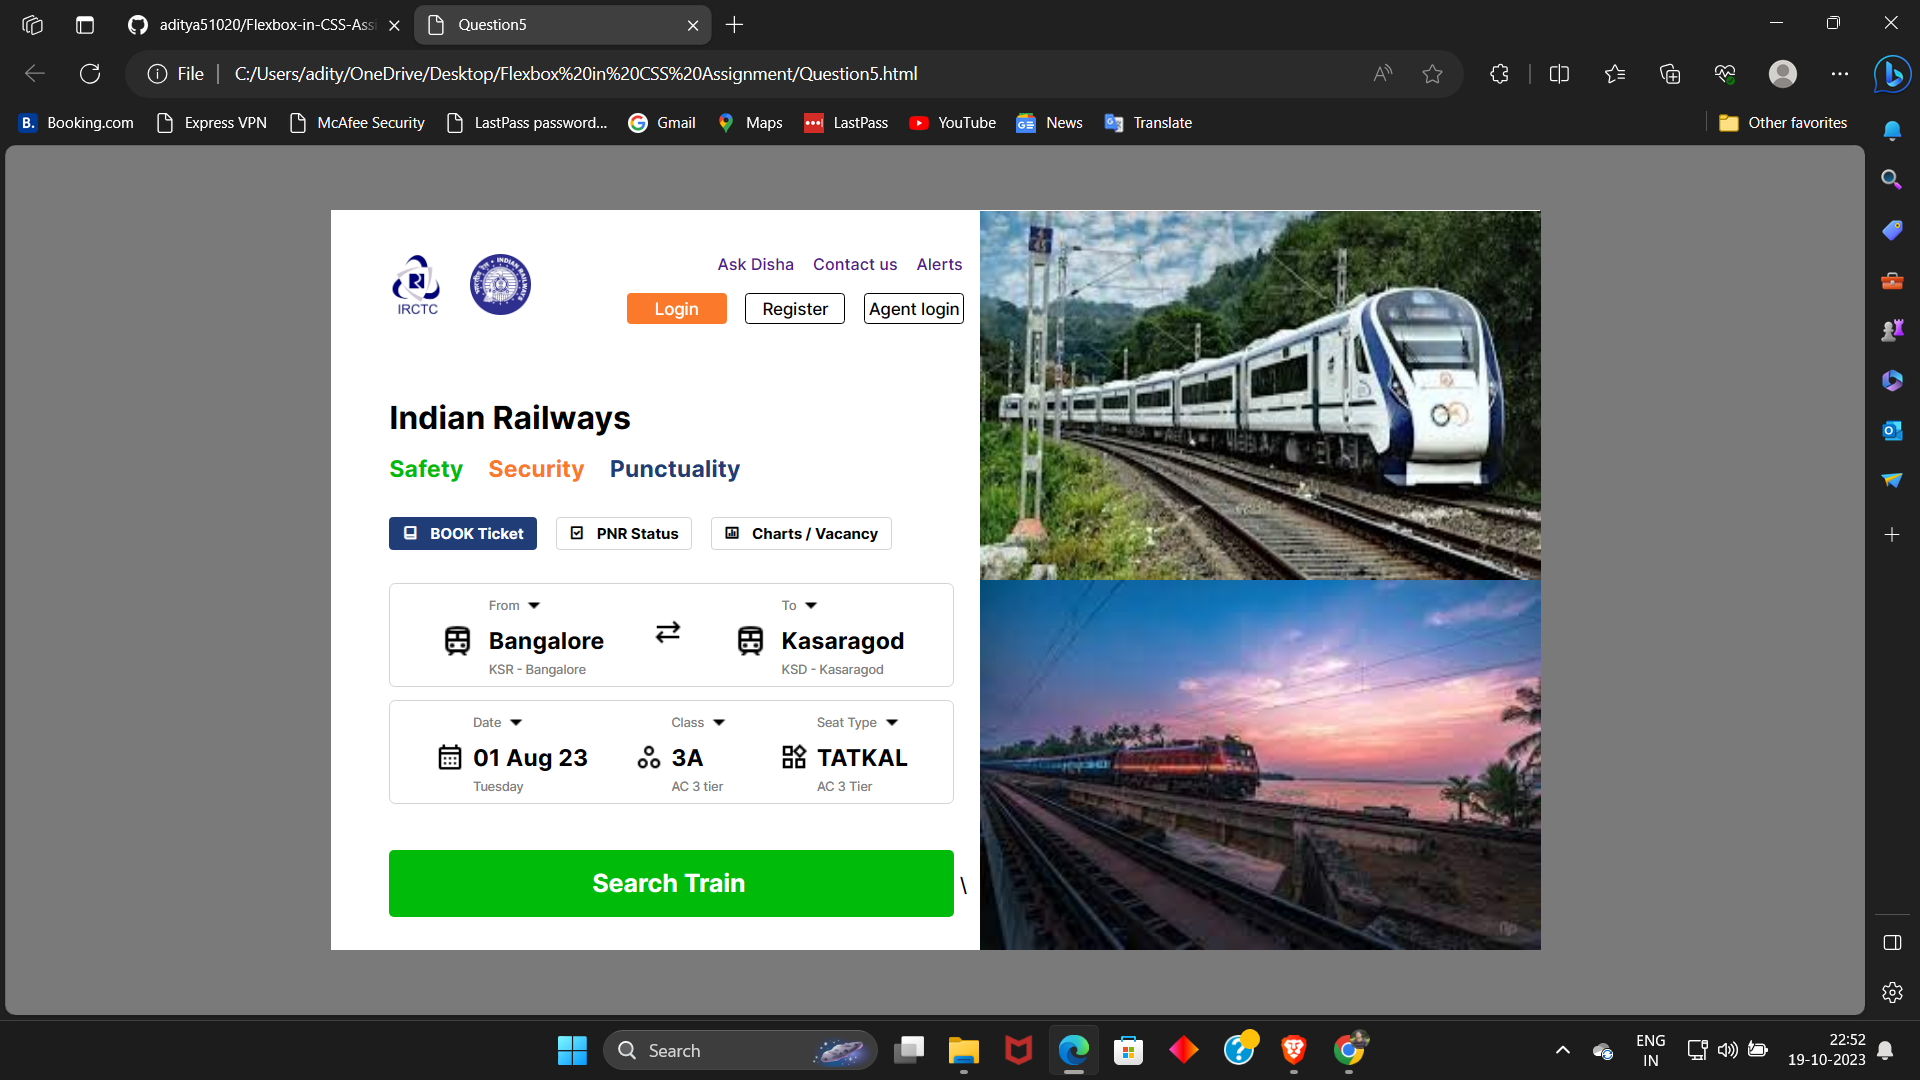 aditya51020/Flexbox-in-CSS-Assi
Question5
File C:/Users/adity/OneDrive/Desktop/Flexbox%20in%20CSS%20Assignment/Question5.html
B. Booking.com Express VPN McAfee Security LastPass password... Gmail Maps LastPass YouTube News Translate Other favorites
Ask Disha Contact us Alerts
IRCTC
INDIAN RAILWAYS
Login Register Agent login
Indian Railways
Safety Security Punctuality
BOOK Ticket PNR Status Charts / Vacancy
From To
Bangalore Kasaragod
KSR - Bangalore KSD - Kasaragod
Date Class Seat Type
01 Aug 23 3A TATKAL
Tuesday AC 3 tier AC 3 Tier
Search Train \
Search
ENG
IN
22:52
19-10-2023